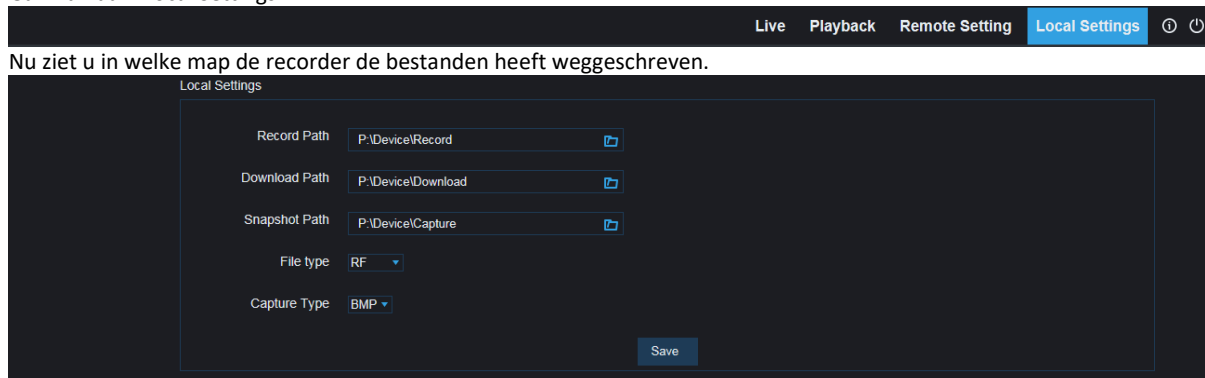 Live Playback Remote Setting Local Settings
Nu ziet u in welke map de recorder de bestanden heeft weggeschreven.
Local Settings
Record Path P:\Device\Record
Download Path P:\Device\Download
Snapshot Path P:\Device\Capture
File type RF
Capture Type BMP
Save